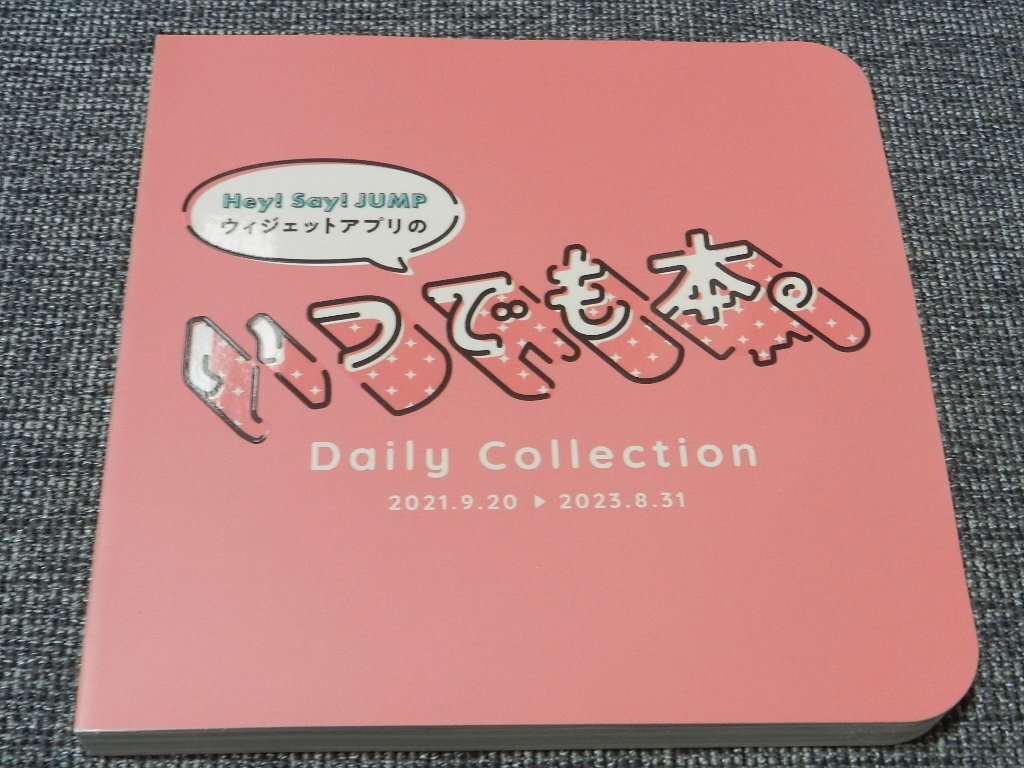 Hey! Say! JUMP
ウィジェットアプリの
いつでも本。
Daily Collection
2021.9.20 ▶ 2023.8.31